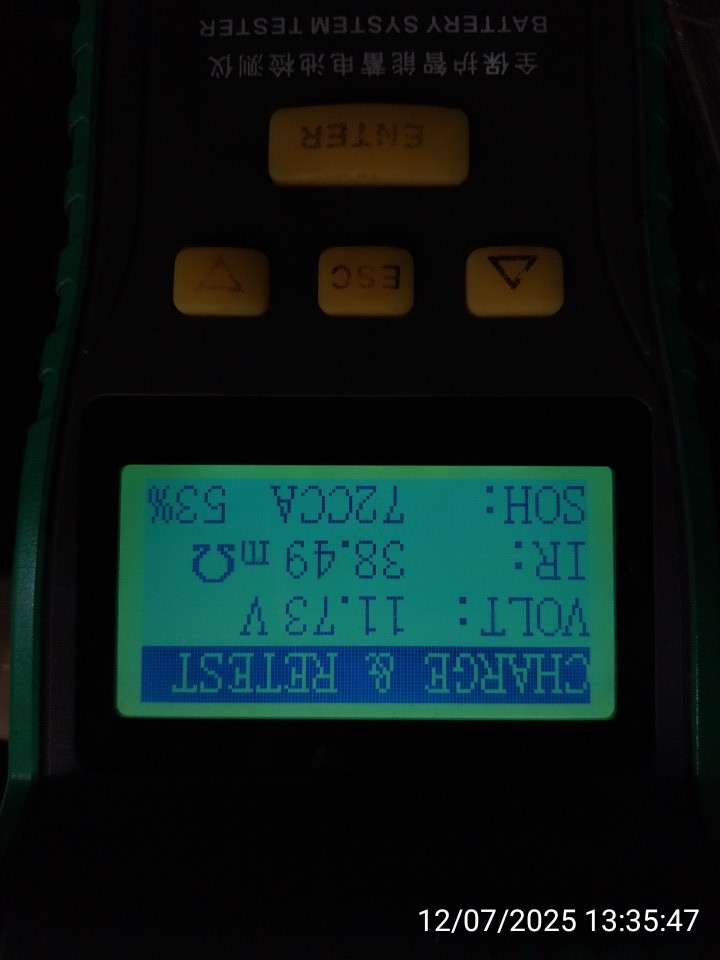 CHARGE & RETEST
VOLT: 11.73 V
IR: 38.49 mΩ
SOH: 72CCA 53%
ESC
ENTER
全保护智能蓄电池检测仪
BATTERY SYSTEM TESTER
12/07/2025 13:35:47